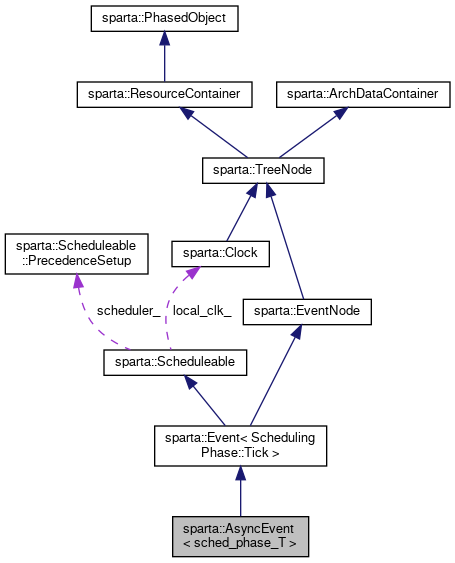 sparta::PhasedObject
sparta::ResourceContainer
sparta::ArchDataContainer
sparta::TreeNode
sparta::Scheduleable
::PrecedenceSetup
sparta::Clock
sparta::EventNode
scheduler_
local_clk_
sparta::Scheduleable
sparta::Event< Scheduling
Phase::Tick >
sparta::AsyncEvent
< sched_phase_T >